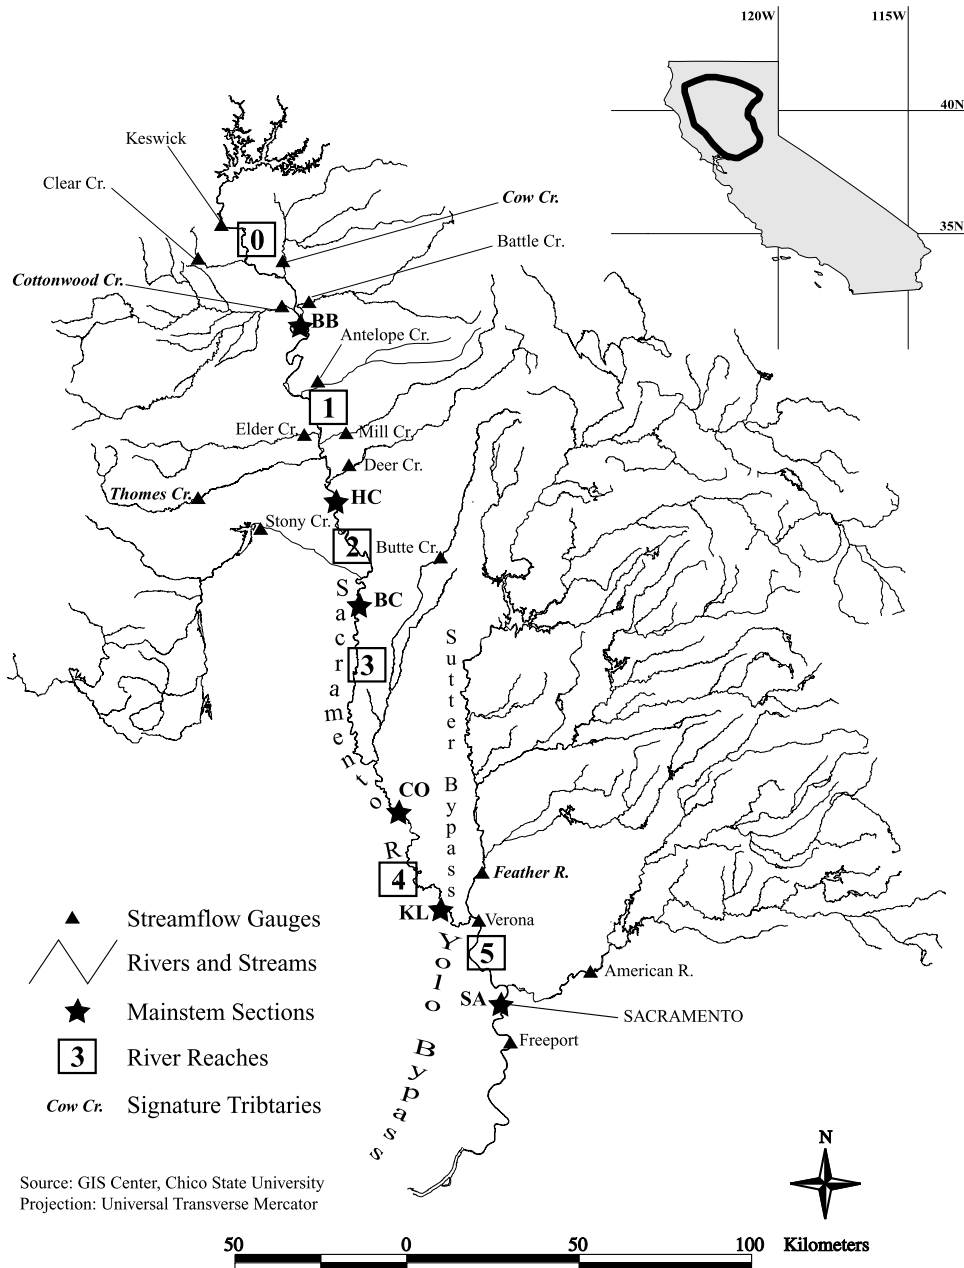 120W
115W
40N
35N
Keswick
Clear Cr.
Cow Cr.
0
Battle Cr.
Cottonwood Cr.
BB
Antelope Cr.
1
Elder Cr.
Mill Cr.
Deer Cr.
Thomes Cr.
HC
Stony Cr.
2
Butte Cr.
BC
3
Sacramento R
Sutter Bypass
CO
4
Feather R.
KL
Verona
5
Yolo Bypass
American R.
SA
SACRAMENTO
Freeport
Streamflow Gauges
Rivers and Streams
Mainstem Sections
3 River Reaches
Cow Cr. Signature Tribtaries
N
Source: GIS Center, Chico State University
Projection: Universal Transverse Mercator
50 0 50 100 Kilometers